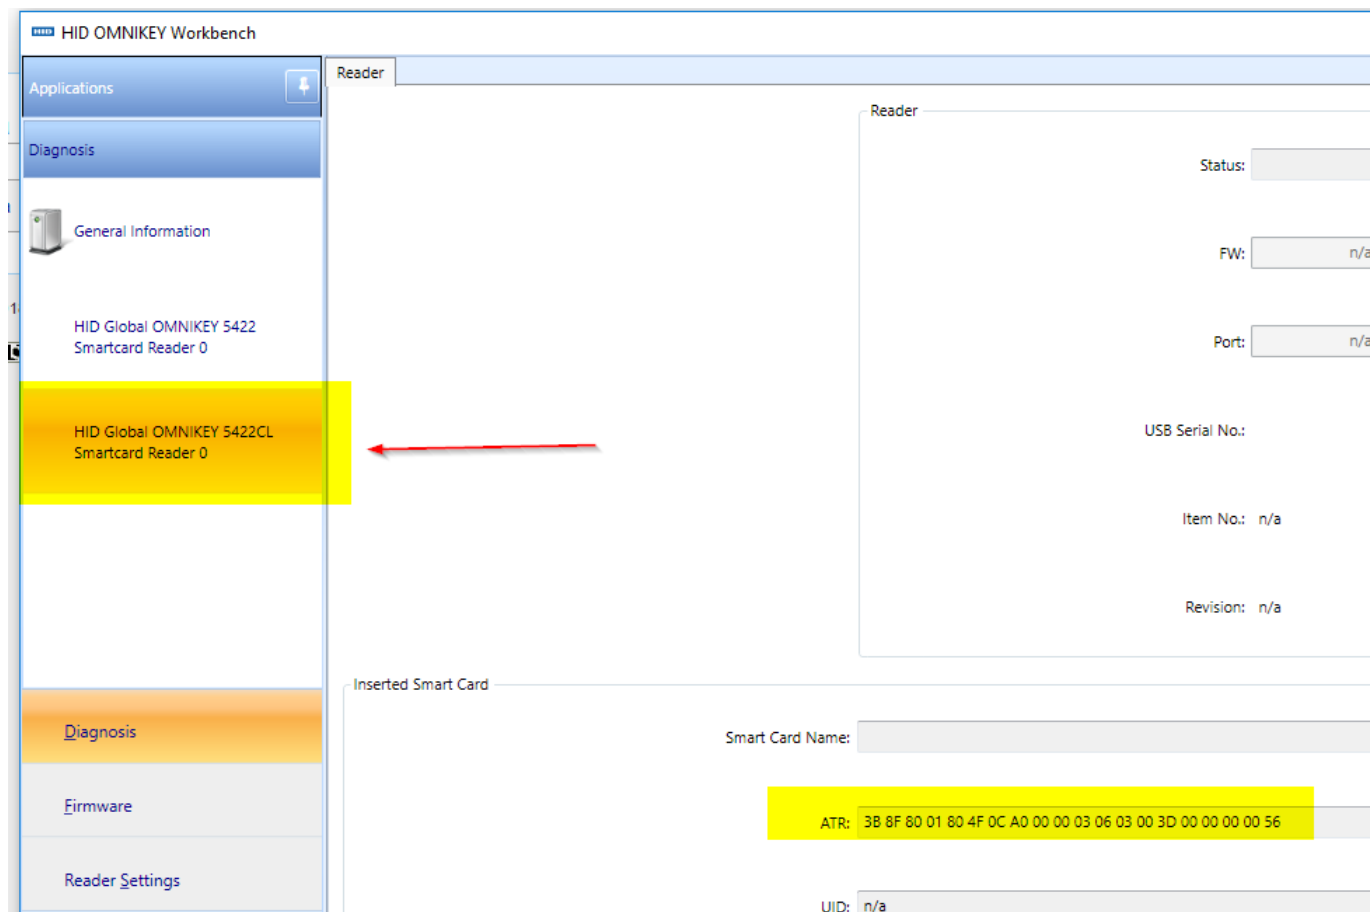 HID HID OMNIKEY Workbench
Applications
Reader
Diagnosis
General Information
HID Global OMNIKEY 5422
Smartcard Reader 0
HID Global OMNIKEY 5422CL
Smartcard Reader 0
Diagnosis
Firmware
Reader Settings
Reader
Status:
FW: n/a
Port: n/a
USB Serial No.:
Item No.: n/a
Revision: n/a
Inserted Smart Card
Smart Card Name:
ATR: 3B 8F 80 01 80 4F 0C A0 00 00 03 06 03 00 3D 00 00 00 00 56
UID: n/a